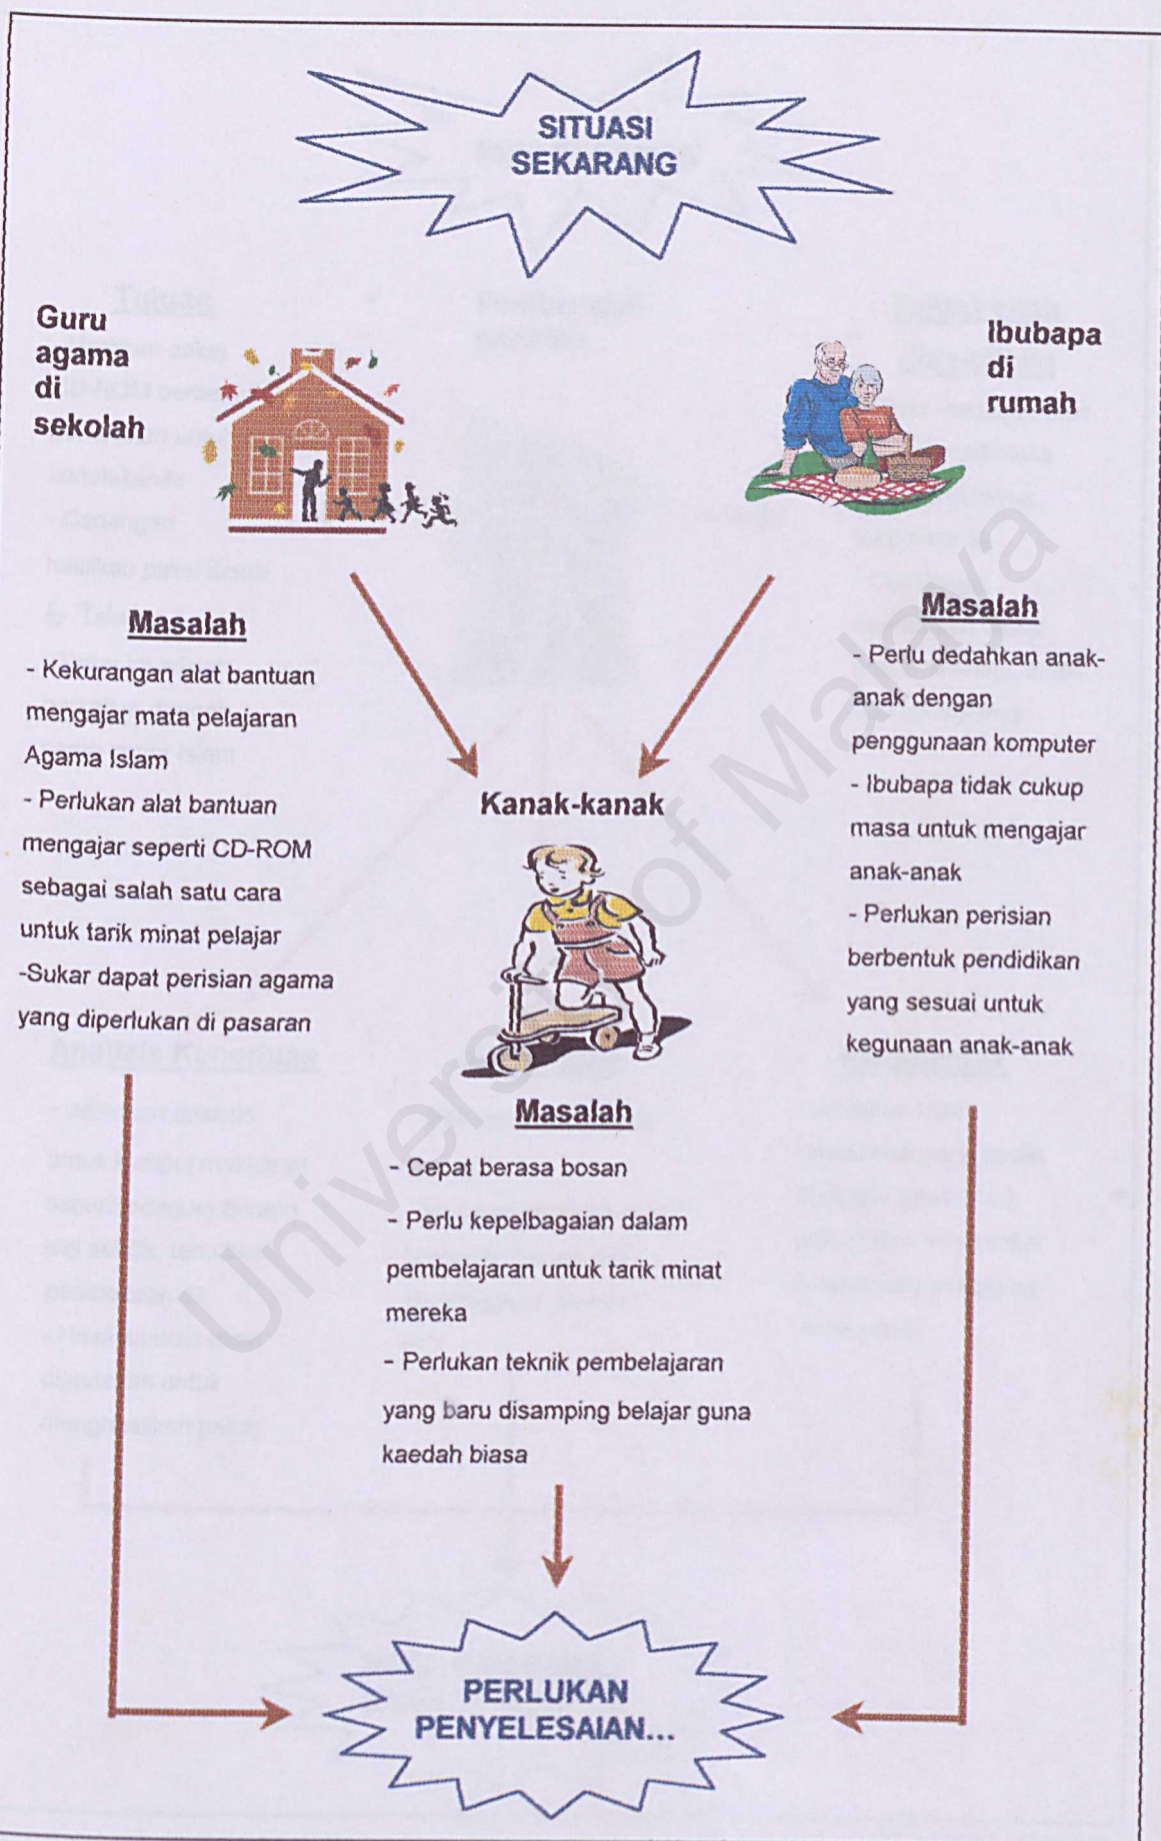 SITUASI
SEKARANG
Guru
agama
di
sekolah
Ibubapa
di
rumah
Masalah
- Kekurangan alat bantuan
mengajar mata pelajaran
Agama Islam
- Perlukan alat bantuan
mengajar seperti CD-ROM
sebagai salah satu cara
untuk tarik minat pelajar
-Sukar dapat perisian agama
yang diperlukan di pasaran
Masalah
- Perlu dedahkan anak-
anak dengan
penggunaan komputer
- Ibubapa tidak cukup
masa untuk mengajar
anak-anak
- Perlukan perisian
berbentuk pendidikan
yang sesuai untuk
kegunaan anak-anak
Kanak-kanak
Masalah
- Cepat berasa bosan
- Perlu kepelbagaian dalam
pembelajaran untuk tarik minat
mereka
- Perlukan teknik pembelajaran
yang baru disamping belajar guna
kaedah biasa
PERLUKAN
PENYELESAIAN...
University of Malaya